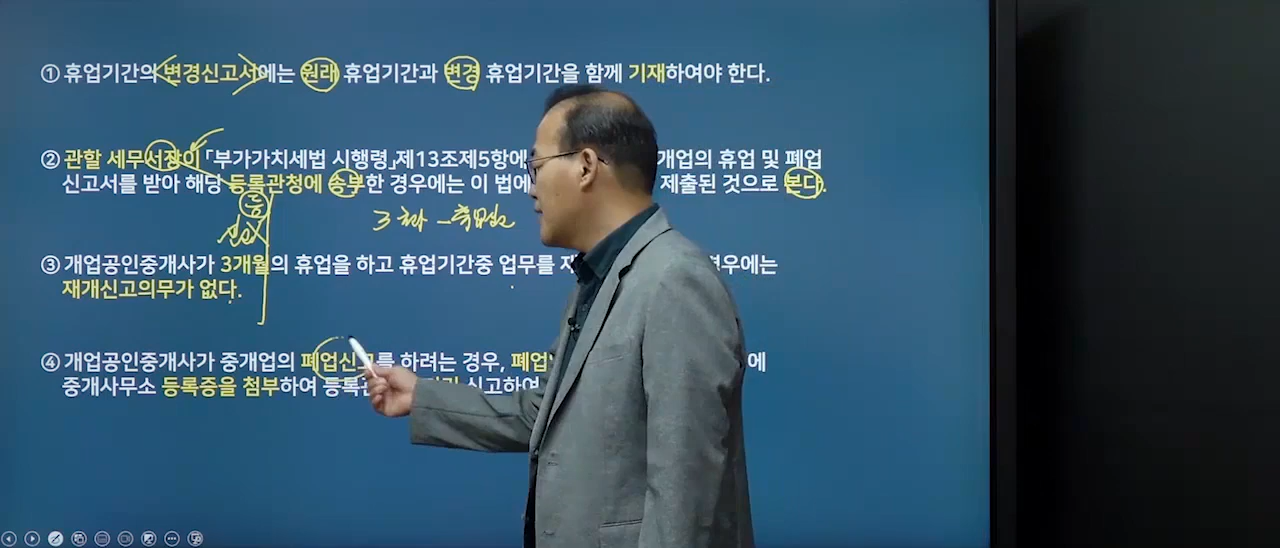 ① 휴업기간의 변경신고서에는 원래 휴업기간과 변경 휴업기간을 함께 기재하여야 한다.
② 관할 세무서장이 「부가가치세법 시행령」제13조제5항에 개업의 휴업 및 폐업
신고서를 받아 해당 등록관청에 송부한 경우에는 이 법에 제출된 것으로 본다.
등
3
③ 개업공인중개사가 3개월의 휴업을 하고 휴업기간중 업무를 경우에는
재개신고의무가 없다.
④ 개업공인중개사가 중개업의 폐업신고를 하려는 경우, 폐업 에
중개사무소 등록증을 첨부하여 신고하여